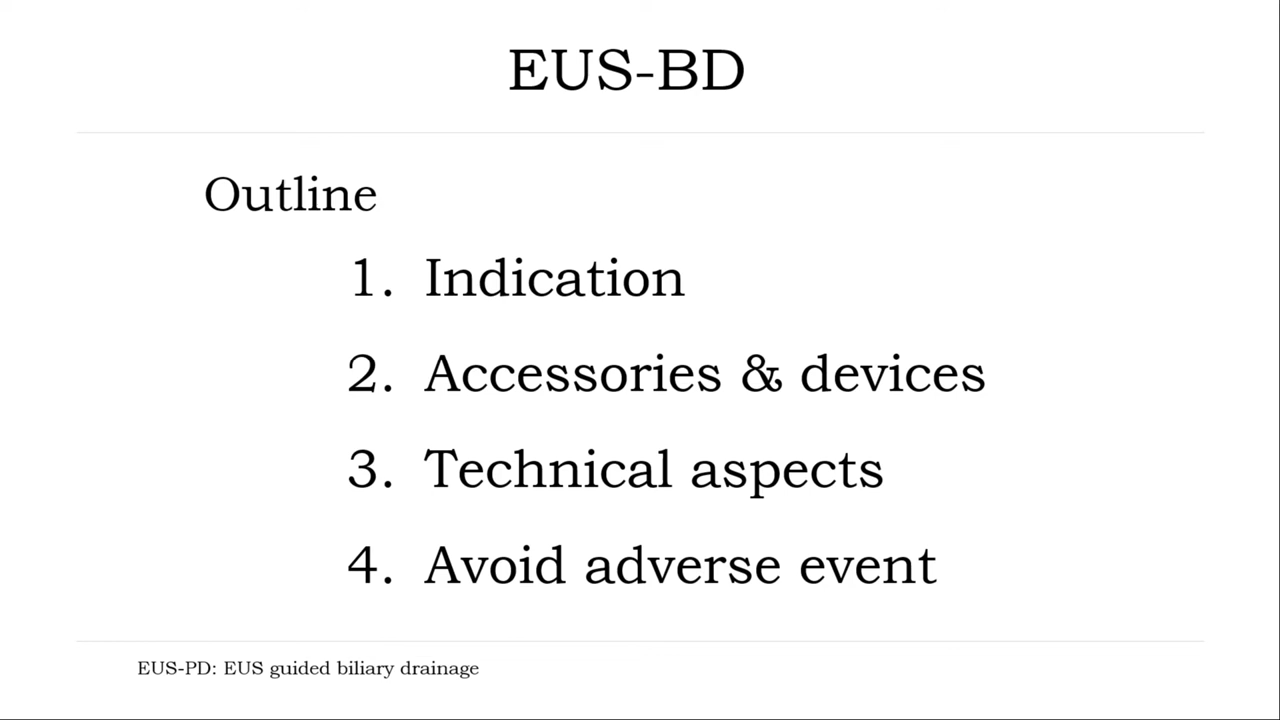 EUS-BD
Outline
1. Indication
2. Accessories & devices
3. Technical aspects
4. Avoid adverse event
EUS-PD: EUS guided biliary drainage